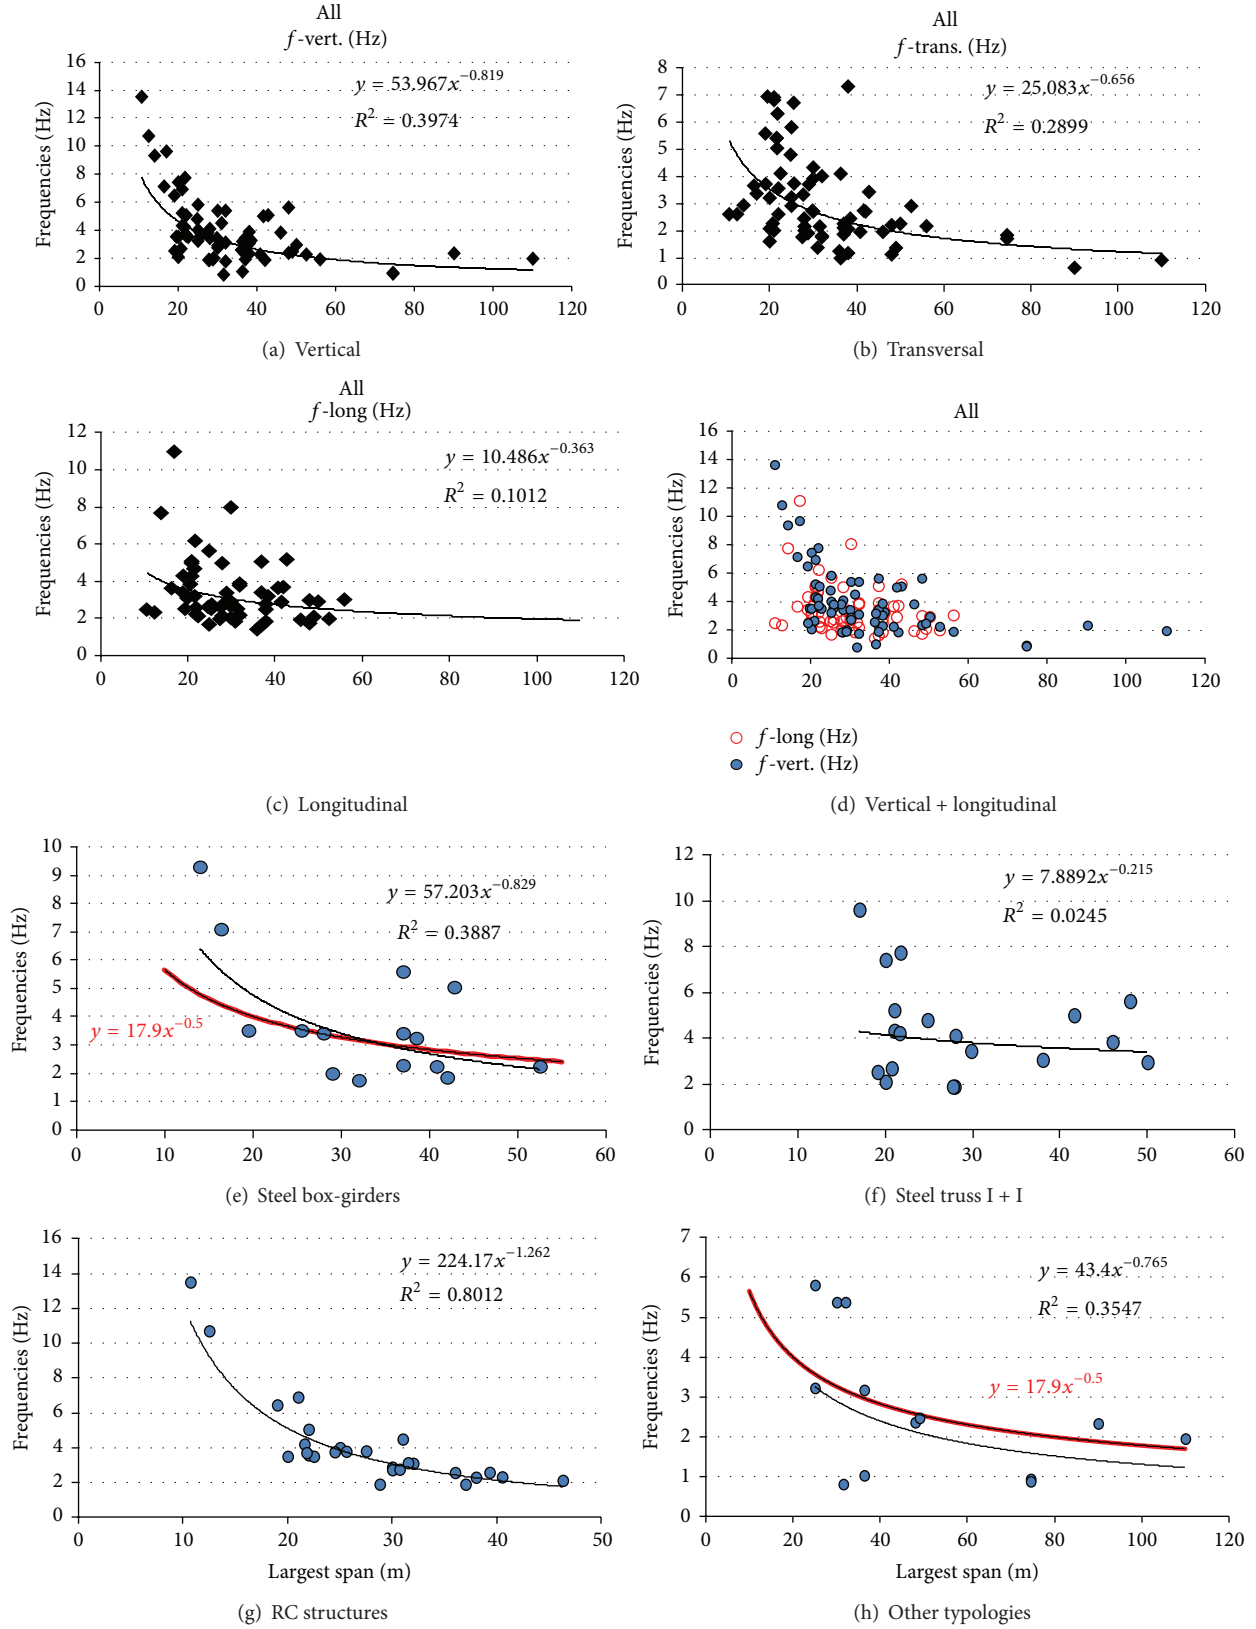 All
f-vert. (Hz)
y = 53.967x^−0.819
R² = 0.3974
Frequencies (Hz)
16
14
12
10
8
6
4
2
0
0 20 40 60 80 100 120
(a) Vertical
All
f-trans. (Hz)
y = 25.083x^−0.656
R² = 0.2899
Frequencies (Hz)
8
7
6
5
4
3
2
1
0
0 20 40 60 80 100 120
(b) Transversal
All
f-long (Hz)
y = 10.486x^−0.363
R² = 0.1012
Frequencies (Hz)
12
10
8
6
4
2
0
0 20 40 60 80 100 120
(c) Longitudinal
All
Frequencies (Hz)
16
14
12
10
8
6
4
2
0
0 20 40 60 80 100 120
f-long (Hz)
f-vert. (Hz)
(d) Vertical + longitudinal
y = 57.203x^−0.829
R² = 0.3887
y = 17.9x^−0.5
Frequencies (Hz)
10
9
8
7
6
5
4
3
2
1
0
0 10 20 30 40 50 60
(e) Steel box-girders
y = 7.8892x^−0.215
R² = 0.0245
Frequencies (Hz)
12
10
8
6
4
2
0
0 10 20 30 40 50 60
(f) Steel truss I + I
y = 224.17x^−1.262
R² = 0.8012
Frequencies (Hz)
16
14
12
10
8
6
4
2
0
0 10 20 30 40 50
Largest span (m)
(g) RC structures
y = 43.4x^−0.765
R² = 0.3547
y = 17.9x^−0.5
Frequencies (Hz)
7
6
5
4
3
2
1
0
0 20 40 60 80 100 120
Largest span (m)
(h) Other typologies